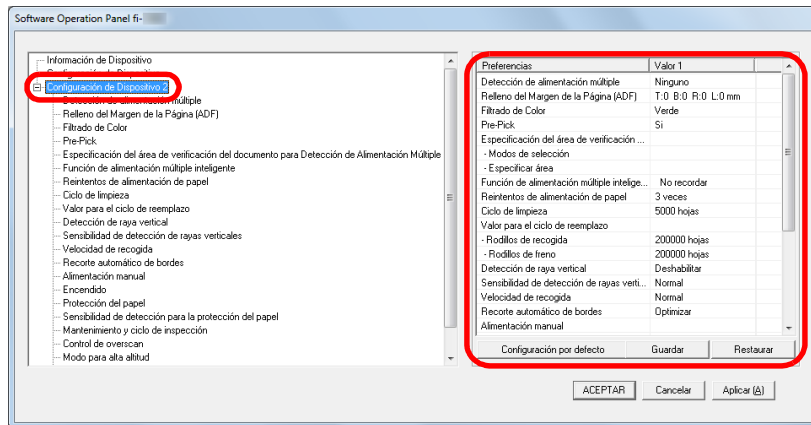 Software Operation Panel fi-
Información de Dispositivo
Configuración de Dispositivo 2
Detección de alimentación múltiple
Relleno del Margen de la Página (ADF)
Filtrado de Color
Pre-Pick
Especificación del área de verificación del documento para Detección de Alimentación Múltiple
Función de alimentación múltiple inteligente
Reintentos de alimentación de papel
Ciclo de limpieza
Valor para el ciclo de reemplazo
Detección de raya vertical
Sensibilidad de detección de rayas verticales
Velocidad de recogida
Recorte automático de bordes
Alimentación manual
Encendido
Protección del papel
Sensibilidad de detección para la protección del papel
Mantenimiento y ciclo de inspección
Control de overscan
Modo para alta altitud
Preferencias Valor 1
Detección de alimentación múltiple Ninguno
Relleno del Margen de la Página (ADF) T:0 B:0 R:0 L:0 mm
Filtrado de Color Verde
Pre-Pick Si
Especificación del área de verificación ...
- Modos de selección
- Especificar área
Función de alimentación múltiple intelige... No recordar
Reintentos de alimentación de papel 3 veces
Ciclo de limpieza 5000 hojas
Valor para el ciclo de reemplazo
- Rodillos de recogida 200000 hojas
- Rodillos de freno 200000 hojas
Detección de raya vertical Deshabilitar
Sensibilidad de detección de rayas verti... Normal
Velocidad de recogida Normal
Recorte automático de bordes Optimizar
Alimentación manual
Configuración por defecto Guardar Restaurar
ACEPTAR Cancelar Aplicar (A)